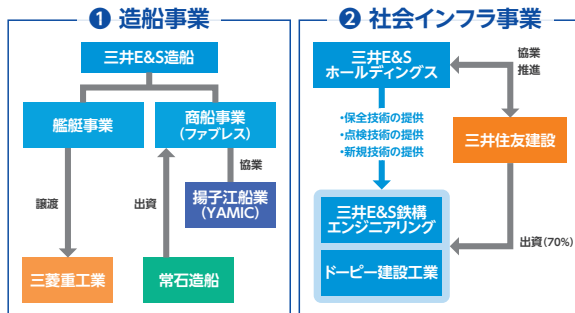 ❶ 造船事業
三井E&S造船
艦艇事業
商船事業
(ファブレス)
協業
揚子江船業
(YAMIC)
譲渡
出資
三菱重工業
常石造船
❷ 社会インフラ事業
三井E&S
ホールディングス
協業
推進
・保全技術の提供
・点検技術の提供
・新規技術の提供
三井住友建設
三井E&S鉄構
エンジニアリング
出資(70%)
ドーピー建設工業